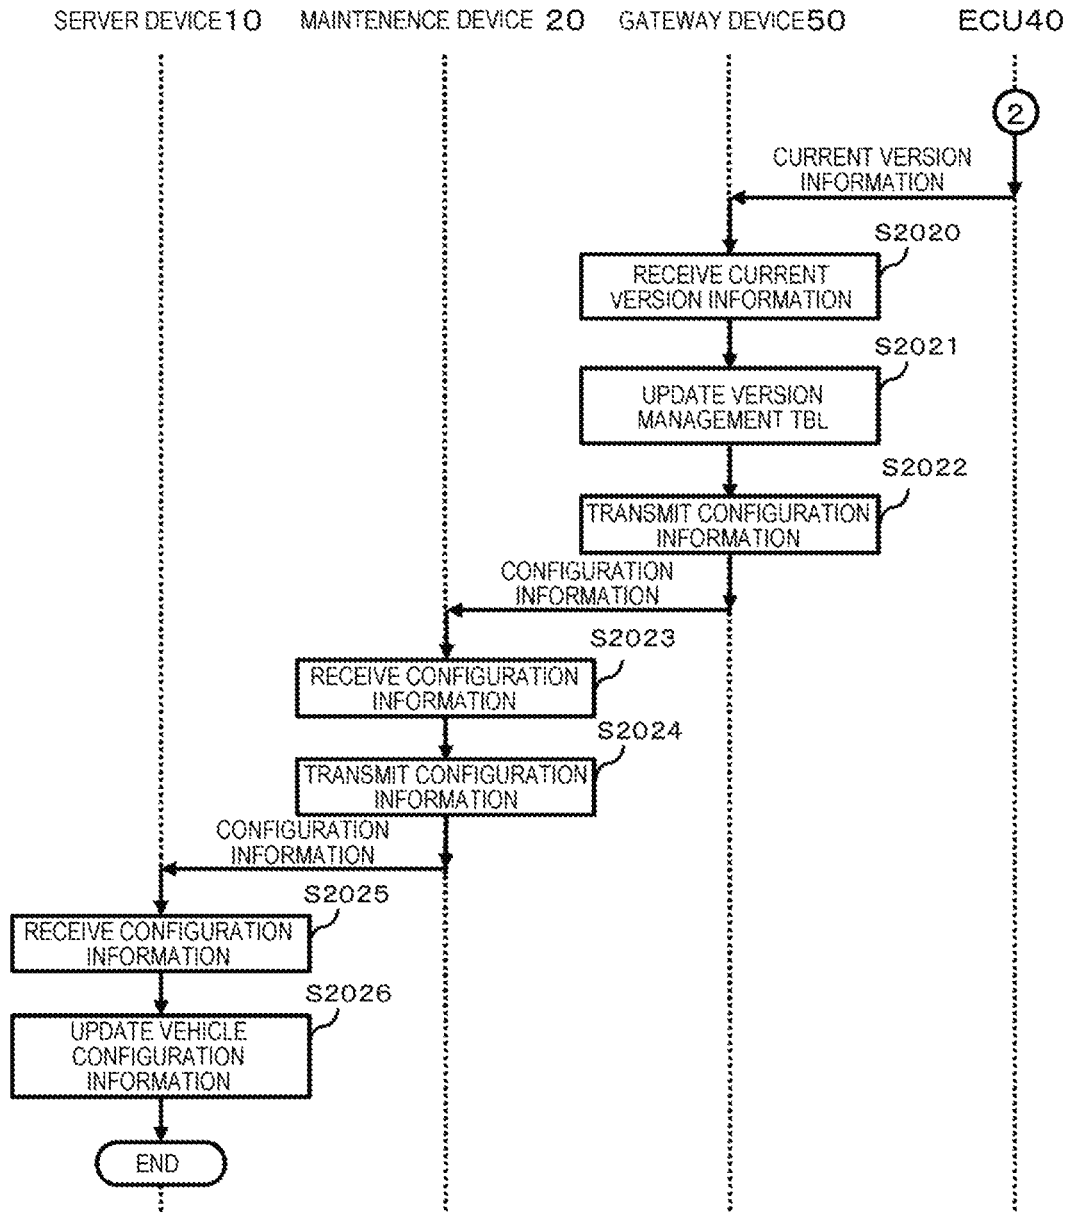 SERVER DEVICE10
MAINTENENCE DEVICE 20
GATEWAY DEVICE50
ECU40
2
CURRENT VERSION
INFORMATION
S2020
RECEIVE CURRENT
VERSION INFORMATION
S2021
UPDATE VERSION
MANAGEMENT TBL
S2022
TRANSMIT CONFIGURATION
INFORMATION
CONFIGURATION
INFORMATION
S2023
RECEIVE CONFIGURATION
INFORMATION
S2024
TRANSMIT CONFIGURATION
INFORMATION
CONFIGURATION
INFORMATION
S2025
RECEIVE CONFIGURATION
INFORMATION
S2026
UPDATE VEHICLE
CONFIGURATION
INFORMATION
END